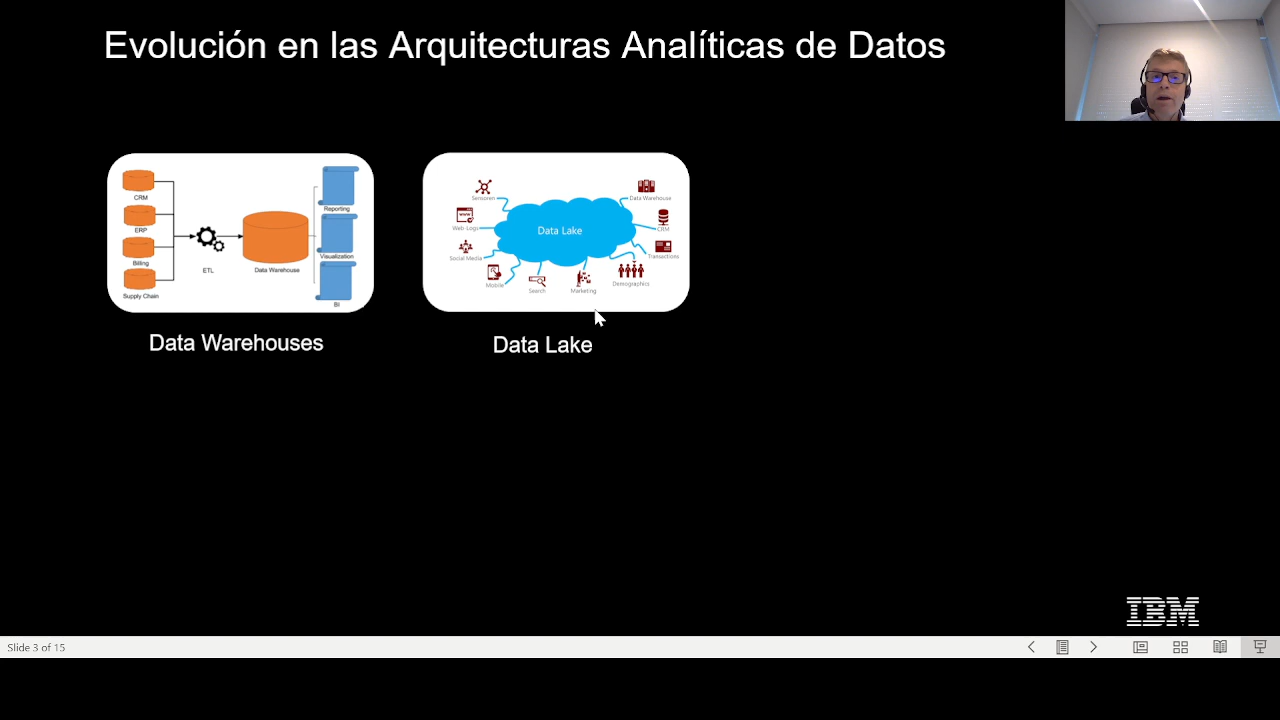 Evolución en las Arquitecturas Analíticas de Datos
CRM
ERP
Billing
Supply Chain
ETL
Data Warehouse
Reporting
Visualization
BI
Data Warehouses
Sensoren
Web-Logs
WWW
Social Media
Mobile
Search
Marketing
Demographics
Transactions
CRM
Data Warehouse
Data Lake
Data Lake
IBM
Slide 3 of 15